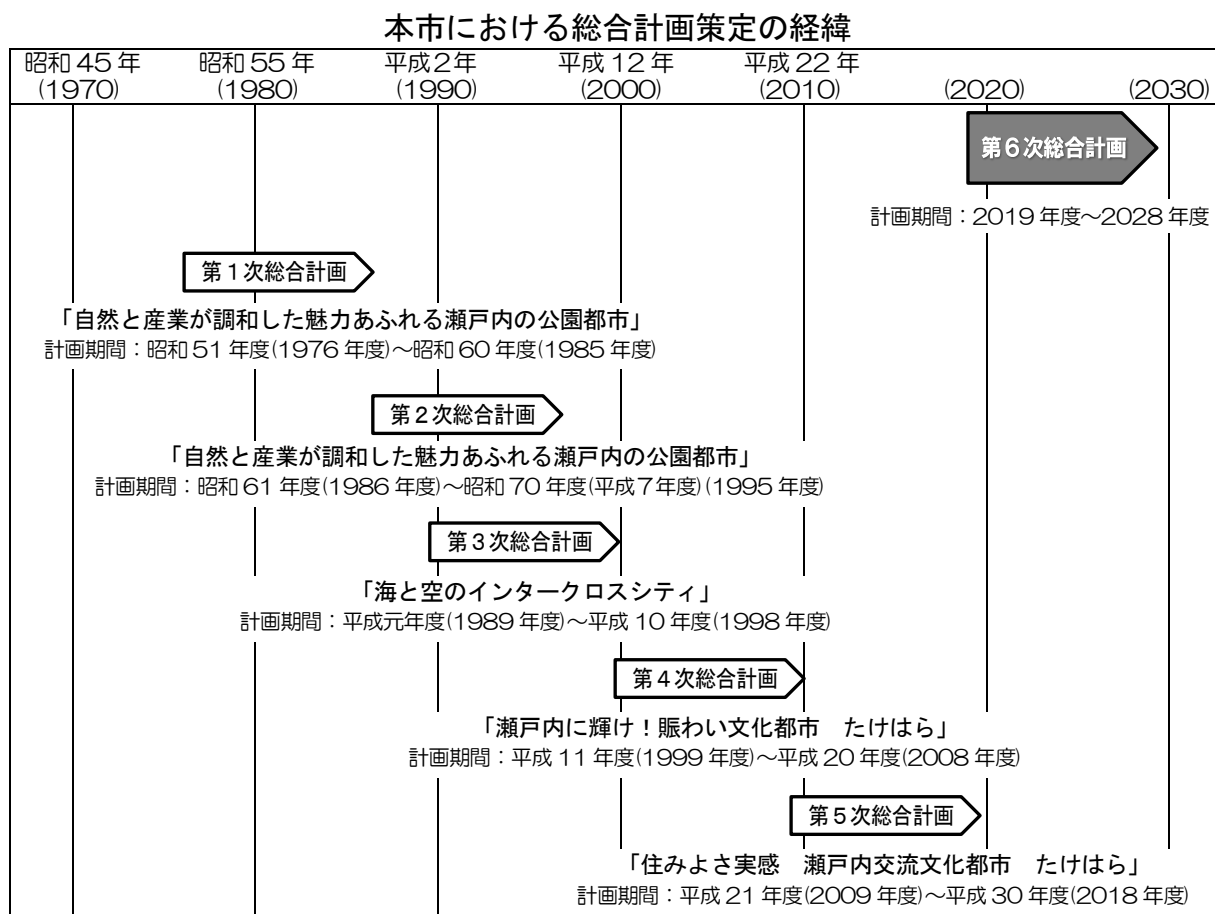 本市における総合計画策定の経緯
昭和45年 昭和55年 平成2年 平成12年 平成22年
(1970) (1980) (1990) (2000) (2010) (2020) (2030)
第6次総合計画
計画期間：2019年度～2028年度
第1次総合計画
「自然と産業が調和した魅力あふれる瀬戸内の公園都市」
計画期間：昭和51年度(1976年度)～昭和60年度(1985年度)
第2次総合計画
「自然と産業が調和した魅力あふれる瀬戸内の公園都市」
計画期間：昭和61年度(1986年度)～昭和70年度(平成7年度)(1995年度)
第3次総合計画
「海と空のインタークロスシティ」
計画期間：平成元年度(1989年度)～平成10年度(1998年度)
第4次総合計画
「瀬戸内に輝け！賑わい文化都市　たけはら」
計画期間：平成11年度(1999年度)～平成20年度(2008年度)
第5次総合計画
「住みよさ実感　瀬戸内交流文化都市　たけはら」
計画期間：平成21年度(2009年度)～平成30年度(2018年度)